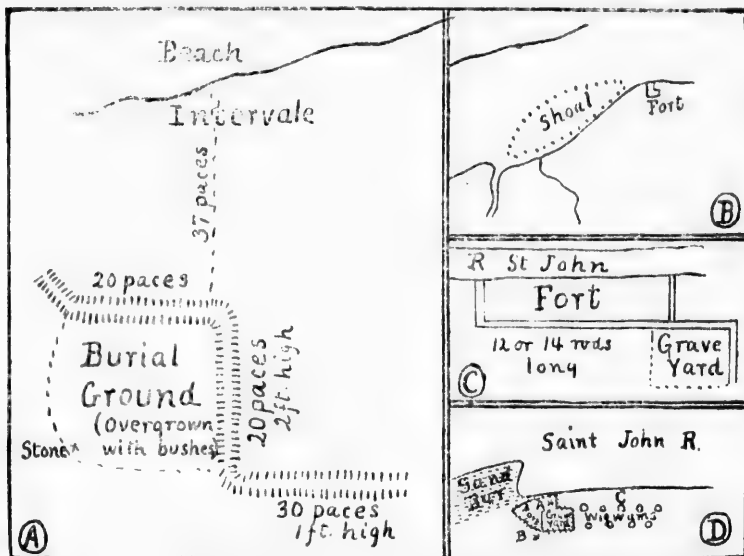 Beach
Intervale
37 paces
20 paces
Burial
Ground
(Overgrown
with bushes
Stone
20 paces
2 ft. high
30 paces
1 ft. high
A
Shoal
Fort
B
R St John
Fort
12 or 14 rods
long
Grave
Yard
C
Saint John R.
Sand
A
C
Wigwams
Yard
B
D